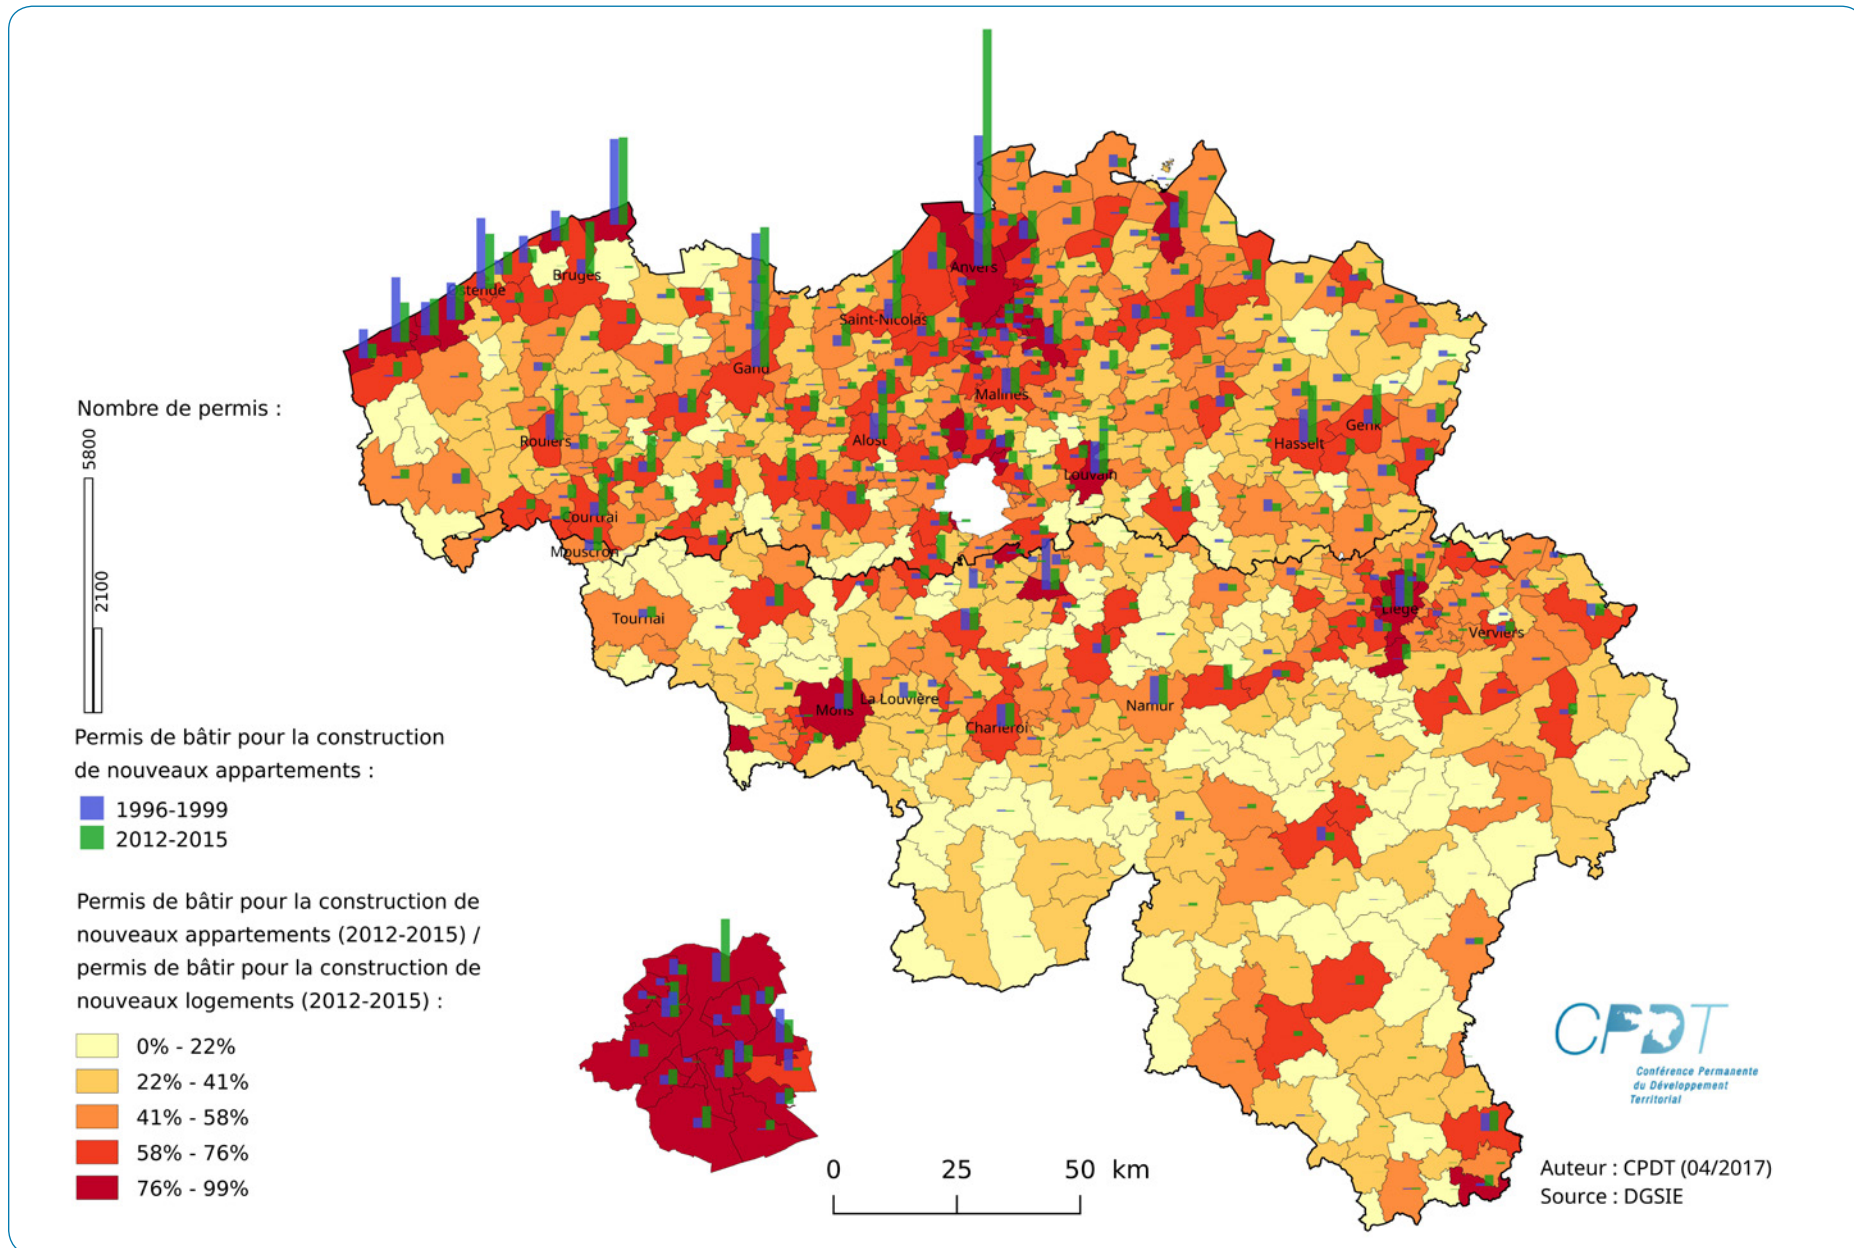 Bruges
Ostende
Anvers
Saint-Nicolas
Gand
Malines
Roulers
Alost
Hasselt
Genk
Louvain
Courtrai
Mouscron
Tournai
Liège
Verviers
Mons
La Louvière
Charleroi
Namur
Nombre de permis :
5800
2100
Permis de bâtir pour la construction
de nouveaux appartements :
1996-1999
2012-2015
Permis de bâtir pour la construction de
nouveaux appartements (2012-2015) /
permis de bâtir pour la construction de
nouveaux logements (2012-2015) :
0% - 22%
22% - 41%
41% - 58%
58% - 76%
76% - 99%
0 25 50 km
CPDT
Conférence Permanente
du Développement
Territorial
Auteur : CPDT (04/2017)
Source : DGSIE